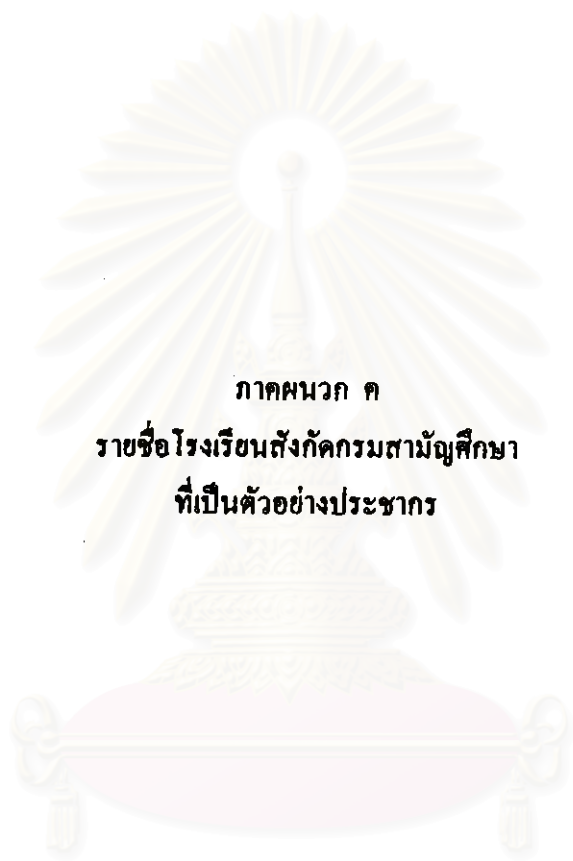 ภาคผนวก ค
รายชื่อโรงเรียนสังกัดกรมสามัญศึกษา
ที่เป็นตัวอย่างประชากร